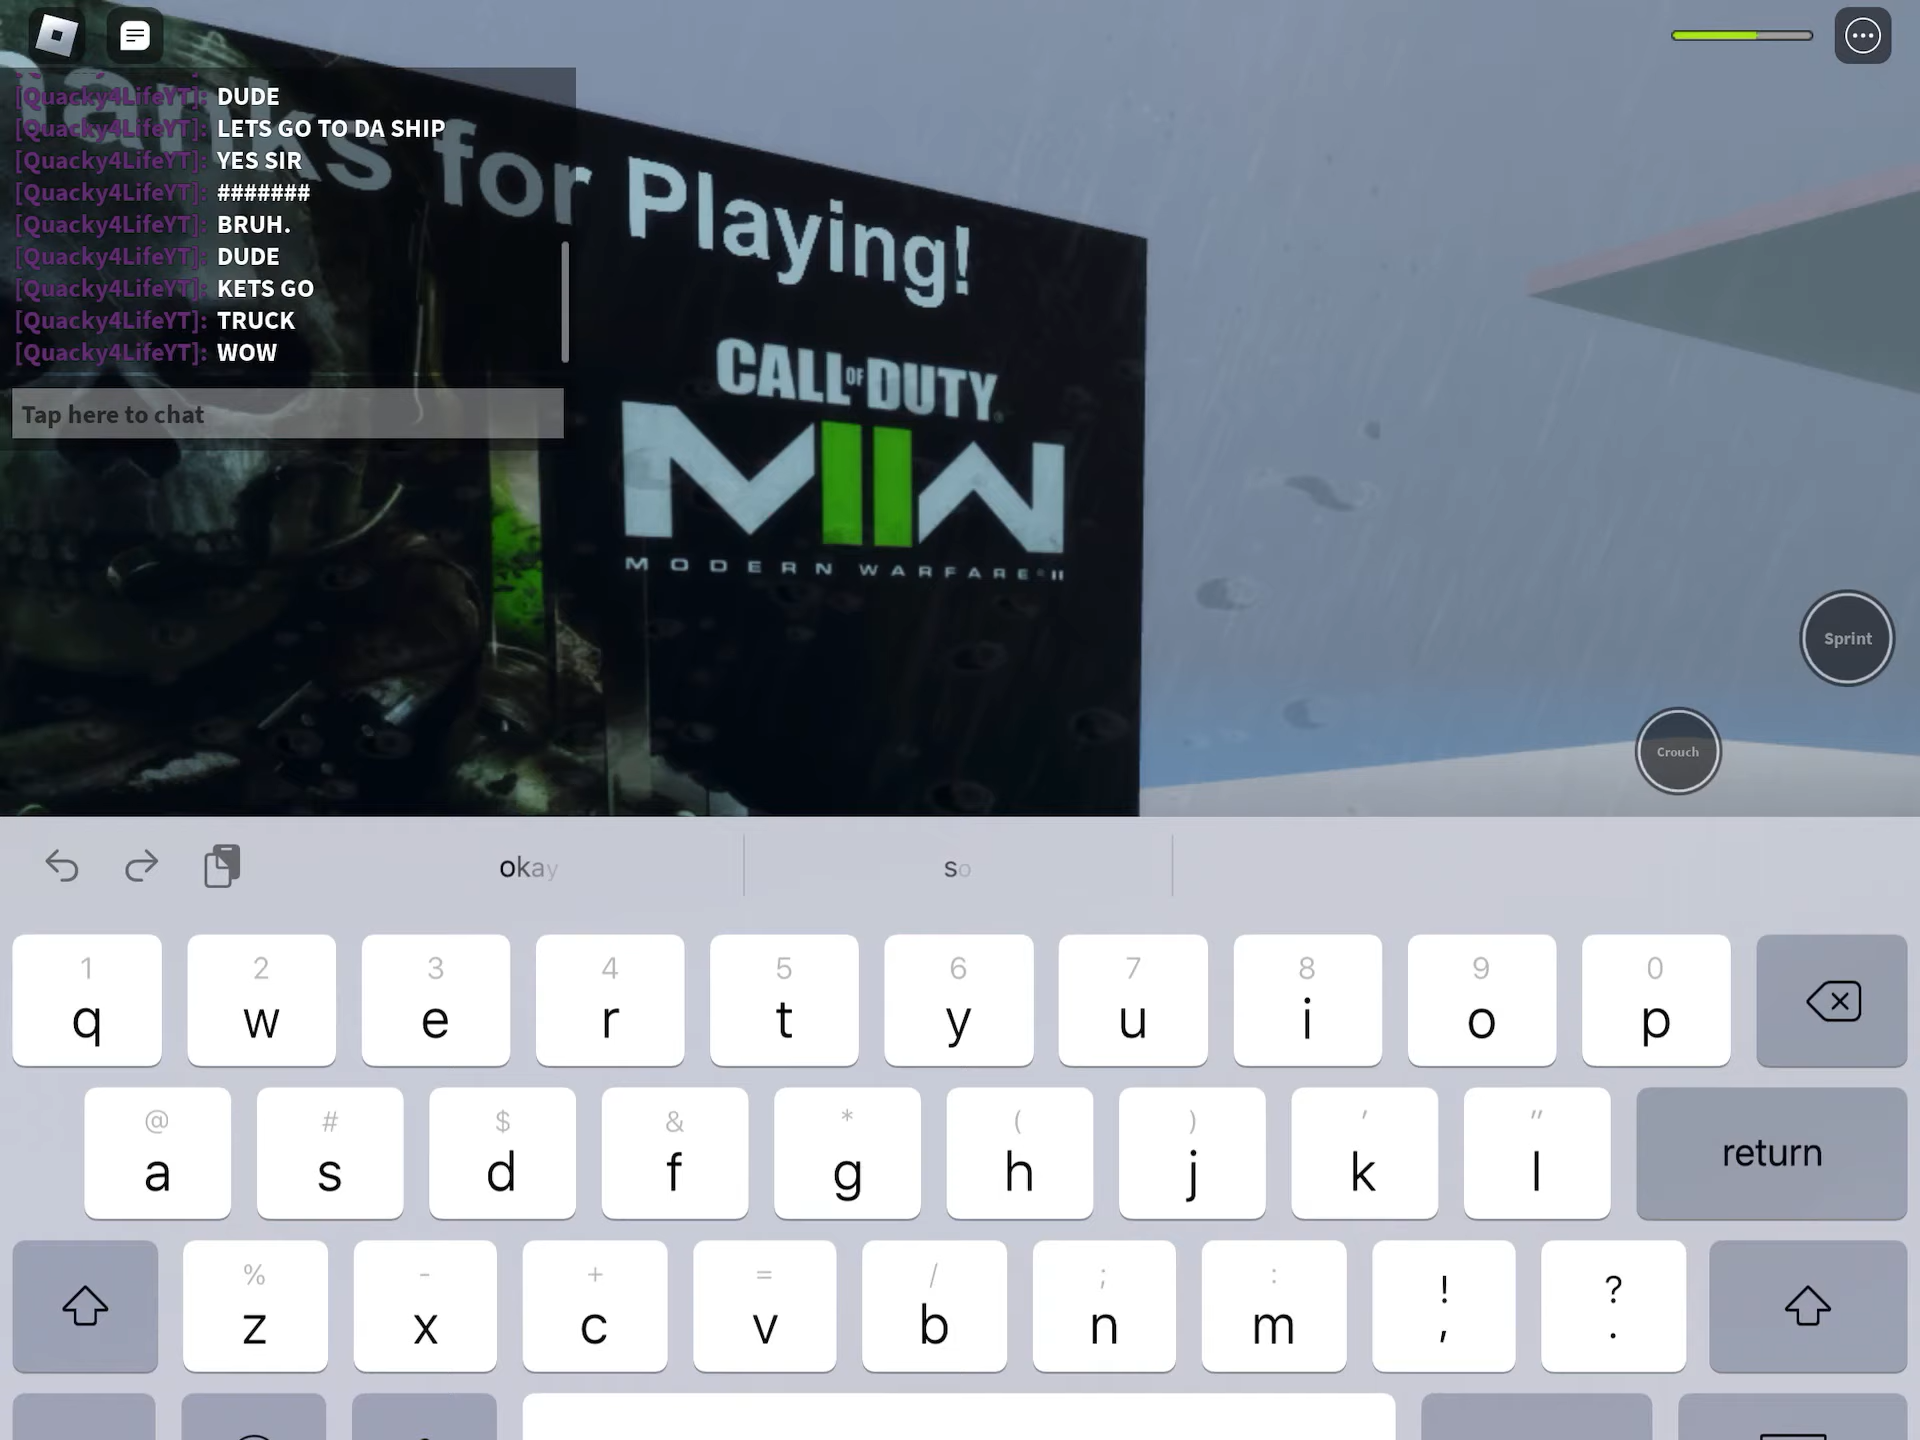 [Quacky4LifeYT]: DUDE
[Quacky4LifeYT]: LETS GO TO DA SHIP
[Quacky4LifeYT]: YES SIR
[Quacky4LifeYT]: #######
[Quacky4LifeYT]: BRUH.
[Quacky4LifeYT]: DUDE
[Quacky4LifeYT]: KETS GO
[Quacky4LifeYT]: TRUCK
[Quacky4LifeYT]: WOW
Tap here to chat
anks for Playing!
CALL OF DUTY
MIIW
MODERN WARFARE II
Sprint
Crouch
okay
so
1 2 3 4 5 6 7 8 9 0
q w e r t y u i o p
@ # $ & * ( ) ' "
a s d f g h j k l return
% - + = / ; : ! ?
z x c v b n m , .